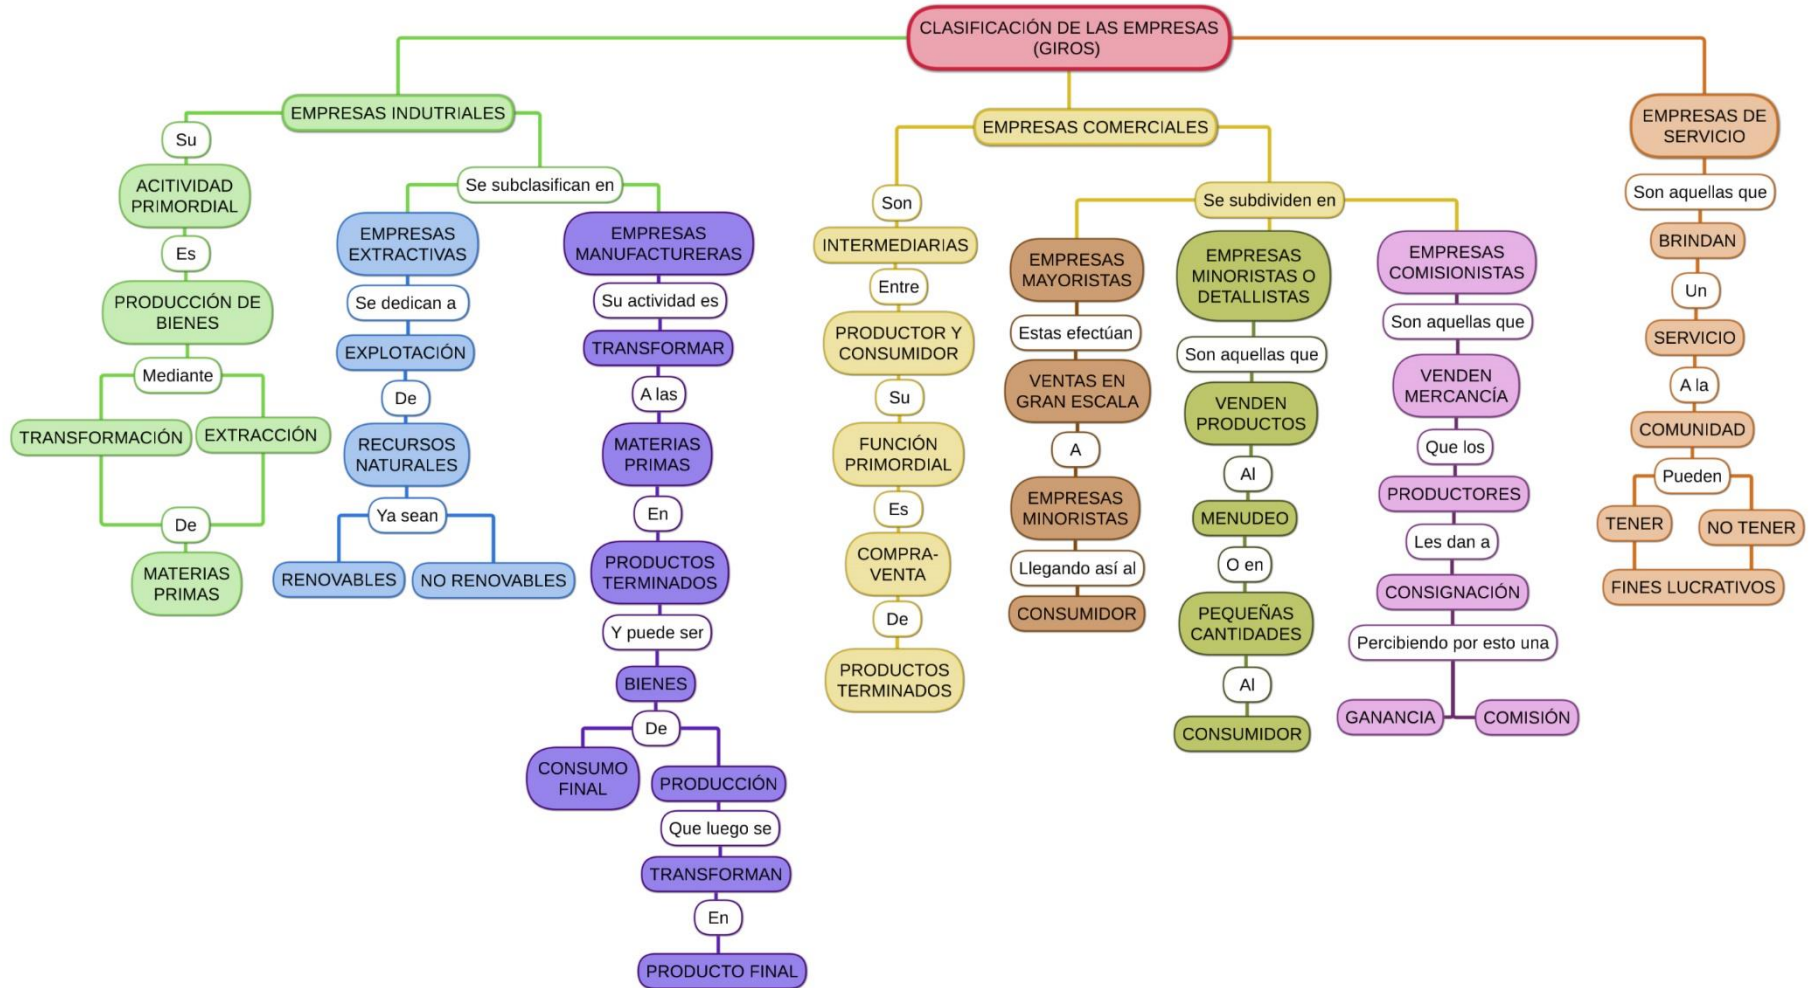 CLASIFICACIÓN DE LAS EMPRESAS
(GIROS)
EMPRESAS INDUTRIALES
Su
ACITIVIDAD
PRIMORDIAL
Es
PRODUCCIÓN DE
BIENES
Mediante
TRANSFORMACIÓN
EXTRACCIÓN
De
MATERIAS
PRIMAS
Se subclasifican en
EMPRESAS
EXTRACTIVAS
Se dedican a
EXPLOTACIÓN
De
RECURSOS
NATURALES
Ya sean
RENOVABLES
NO RENOVABLES
EMPRESAS
MANUFACTURERAS
Su actividad es
TRANSFORMAR
A las
MATERIAS
PRIMAS
En
PRODUCTOS
TERMINADOS
Y puede ser
BIENES
De
CONSUMO
FINAL
PRODUCCIÓN
Que luego se
TRANSFORMAN
En
PRODUCTO FINAL
EMPRESAS COMERCIALES
Son
INTERMEDIARIAS
Entre
PRODUCTOR Y
CONSUMIDOR
Su
FUNCIÓN
PRIMORDIAL
Es
COMPRA-
VENTA
De
PRODUCTOS
TERMINADOS
Se subdividen en
EMPRESAS
MAYORISTAS
Estas efectúan
VENTAS EN
GRAN ESCALA
A
EMPRESAS
MINORISTAS
Llegando así al
CONSUMIDOR
EMPRESAS
MINORISTAS O
DETALLISTAS
Son aquellas que
VENDEN
PRODUCTOS
Al
MENUDEO
O en
PEQUEÑAS
CANTIDADES
Al
CONSUMIDOR
EMPRESAS
COMISIONISTAS
Son aquellas que
VENDEN
MERCANCÍA
Que los
PRODUCTORES
Les dan a
CONSIGNACIÓN
Percibiendo por esto una
GANANCIA
COMISIÓN
EMPRESAS DE
SERVICIO
Son aquellas que
BRINDAN
Un
SERVICIO
A la
COMUNIDAD
Pueden
TENER
NO TENER
FINES LUCRATIVOS